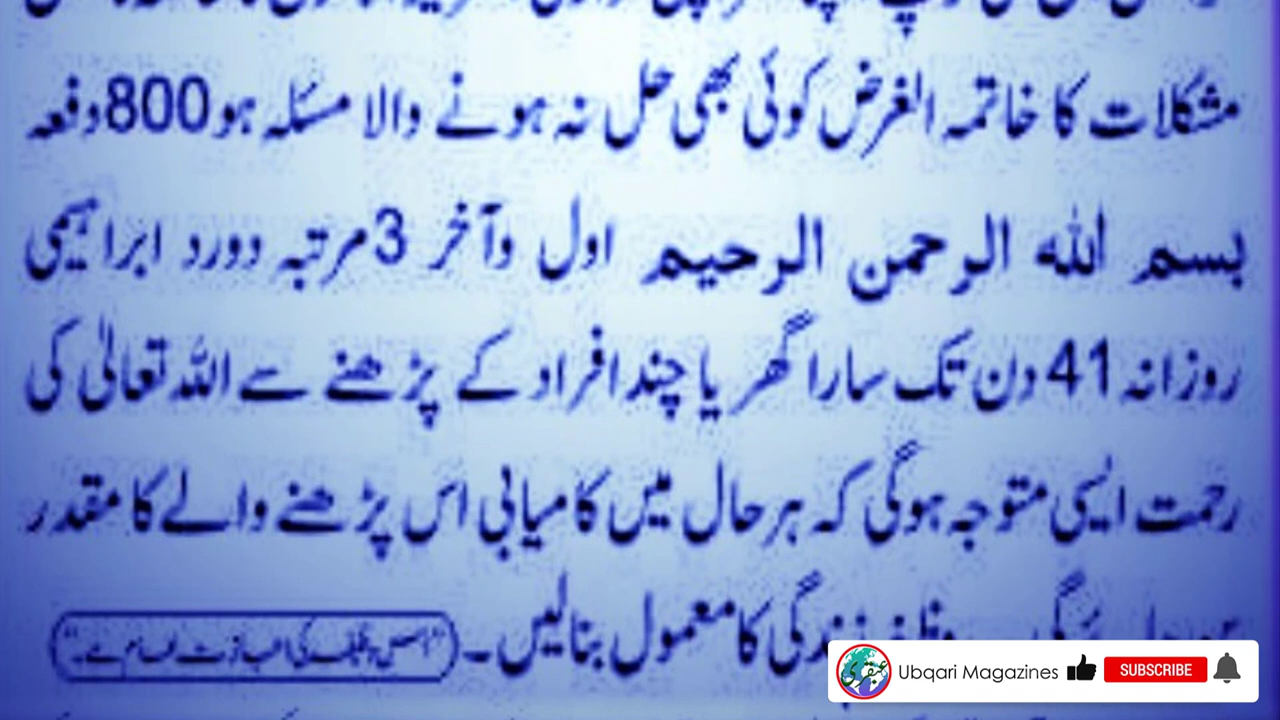 مشکلات کا خاتمہ الغرض کوئی بھی حل نہ ہونے والا مسئلہ ہو 800 دفعہ
بسم اللہ الرحمن الرحیم اول وآخر 3 مرتبہ دورد ابراہیمی
روزانہ 41 دن تک سارا گھر یا چند افراد کے پڑھنے سے اللہ تعالیٰ کی
رحمت ایسی متوجہ ہوگی کہ ہر حال میں کامیابی اس پڑھنے والے کا مقدر
زندگی کا معمول بنالیں۔
Ubqari Magazines SUBSCRIBE